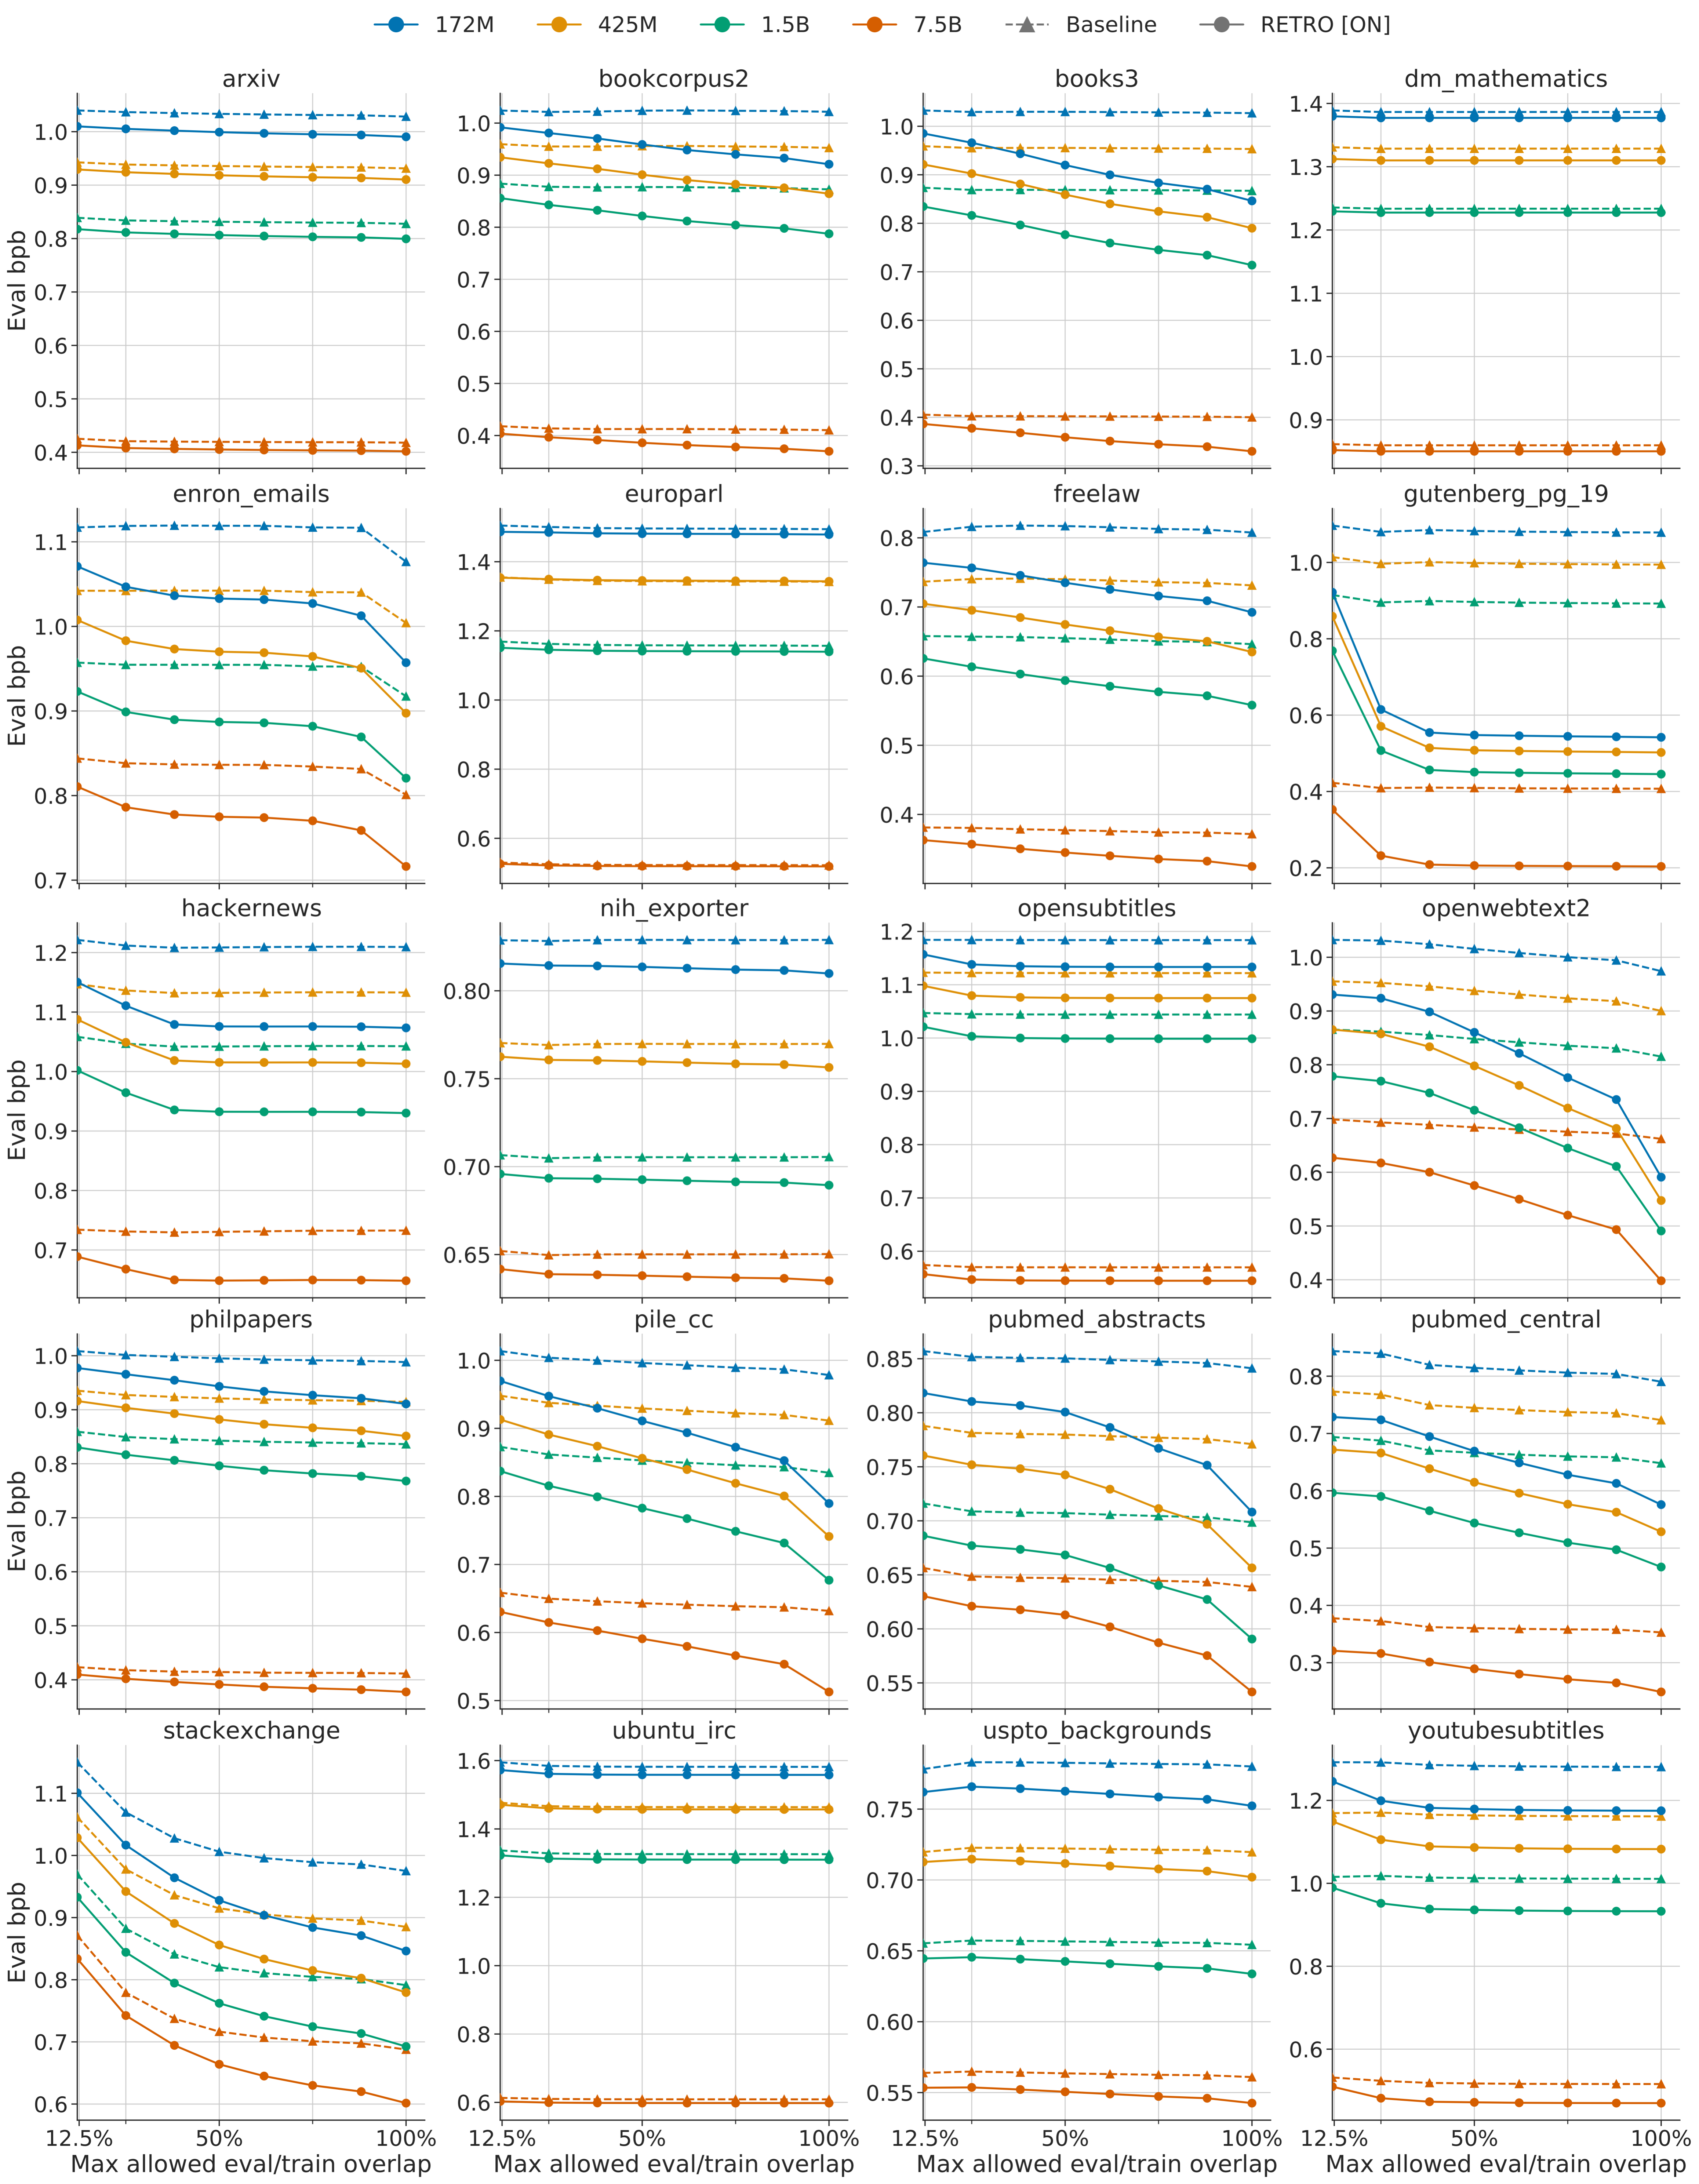 172M 425M 1.5B 7.5B Baseline RETRO [ON]
arxiv bookcorpus2 books3 dm_mathematics
Eval bpb
1.0 0.9 0.8 0.7 0.6 0.5 0.4
1.0 0.9 0.8 0.7 0.6 0.5 0.4
1.0 0.9 0.8 0.7 0.6 0.5 0.4 0.3
1.4 1.3 1.2 1.1 1.0 0.9
enron_emails europarl freelaw gutenberg_pg_19
Eval bpb
1.1 1.0 0.9 0.8 0.7
1.4 1.2 1.0 0.8 0.6
0.8 0.7 0.6 0.5 0.4
1.0 0.8 0.6 0.4 0.2
hackernews nih_exporter opensubtitles openwebtext2
Eval bpb
1.2 1.1 1.0 0.9 0.8 0.7
0.80 0.75 0.70 0.65
1.2 1.1 1.0 0.9 0.8 0.7 0.6
1.0 0.9 0.8 0.7 0.6 0.5 0.4
philpapers pile_cc pubmed_abstracts pubmed_central
Eval bpb
1.0 0.9 0.8 0.7 0.6 0.5 0.4
1.0 0.9 0.8 0.7 0.6 0.5
0.85 0.80 0.75 0.70 0.65 0.60 0.55
0.8 0.7 0.6 0.5 0.4 0.3
stackexchange ubuntu_irc uspto_backgrounds youtubesubtitles
Eval bpb
1.1 1.0 0.9 0.8 0.7 0.6
1.6 1.4 1.2 1.0 0.8 0.6
0.75 0.70 0.65 0.60 0.55
1.2 1.0 0.8 0.6
12.5% 50% 100% 12.5% 50% 100% 12.5% 50% 100% 12.5% 50% 100%
Max allowed eval/train overlap Max allowed eval/train overlap Max allowed eval/train overlap Max allowed eval/train overlap